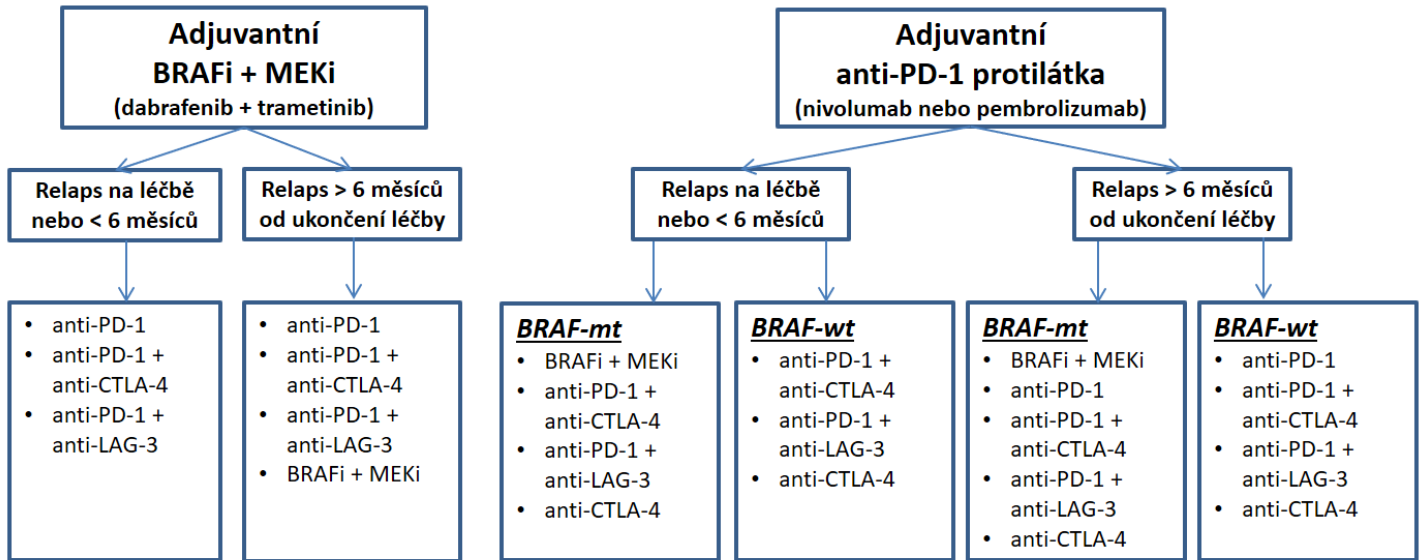 Adjuvantní
BRAFi + MEKi
(dabrafenib + trametinib)
Adjuvantní
anti-PD-1 protilátka
(nivolumab nebo pembrolizumab)
Relaps na léčbě
nebo < 6 měsíců
Relaps > 6 měsíců
od ukončení léčby
Relaps na léčbě
nebo < 6 měsíců
Relaps > 6 měsíců
od ukončení léčby
• anti-PD-1
• anti-PD-1 +
anti-CTLA-4
• anti-PD-1 +
anti-LAG-3
• anti-PD-1
• anti-PD-1 +
anti-CTLA-4
• anti-PD-1 +
anti-LAG-3
• BRAFi + MEKi
BRAF-mt
• BRAFi + MEKi
• anti-PD-1 +
anti-CTLA-4
• anti-PD-1 +
anti-LAG-3
• anti-CTLA-4
BRAF-wt
• anti-PD-1 +
anti-CTLA-4
• anti-PD-1 +
anti-LAG-3
• anti-CTLA-4
BRAF-mt
• BRAFi + MEKi
• anti-PD-1
• anti-PD-1 +
anti-CTLA-4
• anti-PD-1 +
anti-LAG-3
• anti-CTLA-4
BRAF-wt
• anti-PD-1
• anti-PD-1 +
anti-CTLA-4
• anti-PD-1 +
anti-LAG-3
• anti-CTLA-4